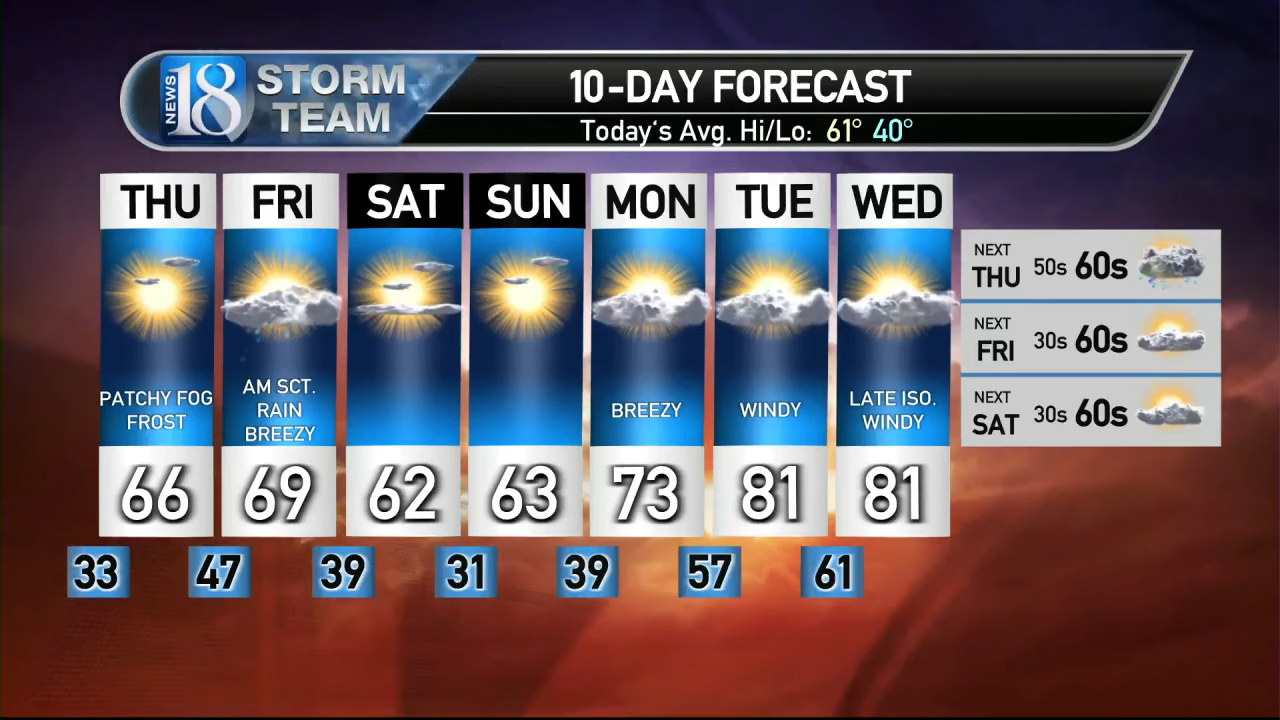 NEWS 18 STORM TEAM
10-DAY FORECAST
Today's Avg. Hi/Lo: 61° 40°
THU FRI SAT SUN MON TUE WED
PATCHY FOG
FROST
AM SCT.
RAIN
BREEZY
BREEZY
WINDY
LATE ISO.
WINDY
66 69 62 63 73 81 81
33 47 39 31 39 57 61
NEXT
THU 50s 60s
NEXT
FRI 30s 60s
NEXT
SAT 30s 60s